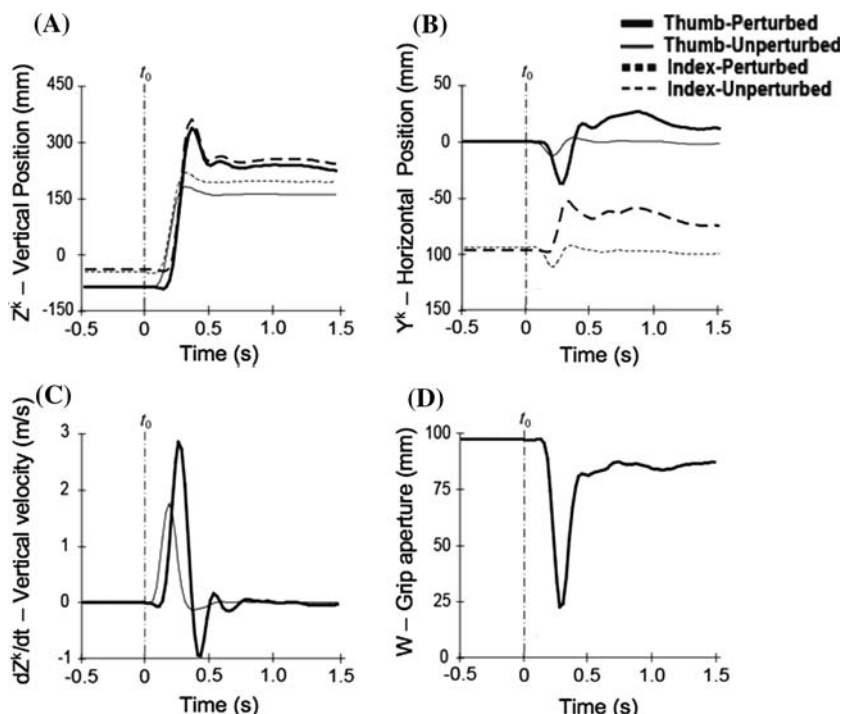 (A)
(B)
Thumb-Perturbed
Thumb-Unperturbed
Index-Perturbed
Index-Unperturbed
t0
450
300
150
0
-150
Zᵏ – Vertical Position (mm)
-0.5 0 0.5 1.0 1.5
Time (s)
t0
50
0
-50
100
150
Yᵏ – Horizontal Position (mm)
-0.5 0 0.5 1.0 1.5
Time (s)
(C)
(D)
t0
3
2
1
0
-1
dZᵏ/dt – Vertical velocity (m/s)
-0.5 0 0.5 1.0 1.5
Time (s)
t0
100
75
50
25
0
W – Grip aperture (mm)
-0.5 0 0.5 1.0 1.5
Time (s)